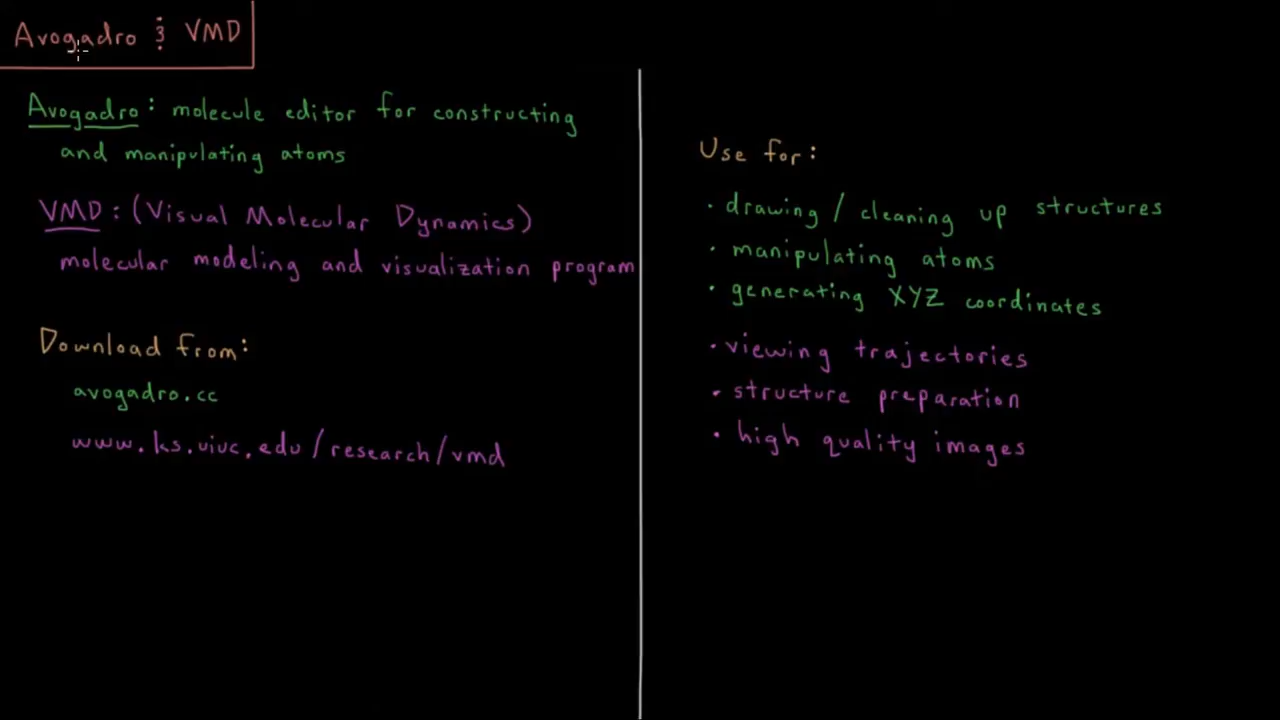 Avogadro & VMD
Avogadro: molecule editor for constructing
and manipulating atoms
VMD: (Visual Molecular Dynamics)
molecular modeling and visualization program
Download from:
avogadro.cc
www.ks.uiuc.edu/research/vmd
Use for:
• drawing / cleaning up structures
• manipulating atoms
• generating XYZ coordinates
• viewing trajectories
• structure preparation
• high quality images